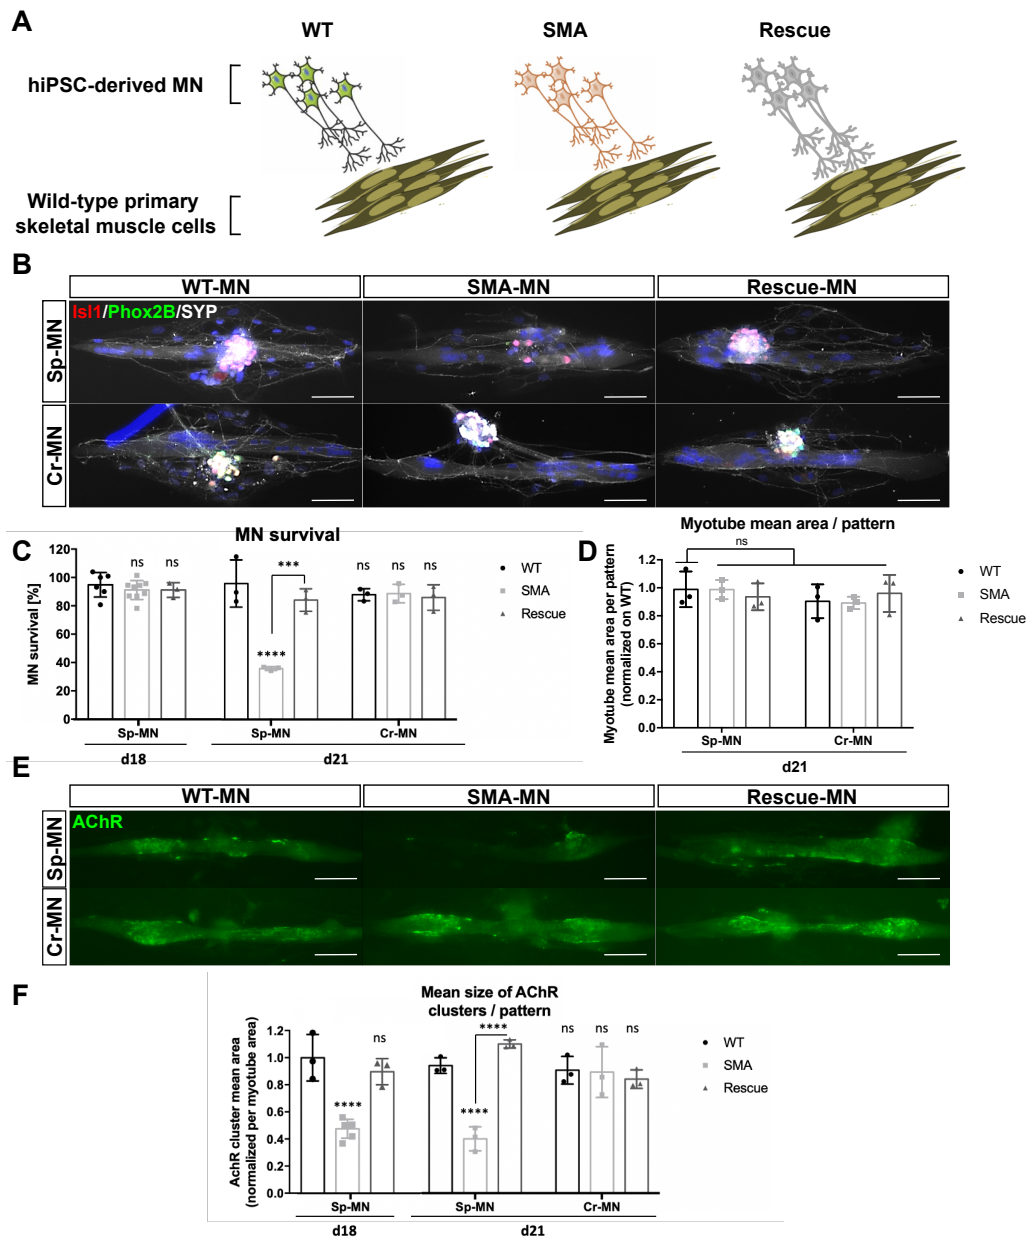 A
WT
SMA
Rescue
hiPSC-derived MN
Wild-type primary
skeletal muscle cells
B
WT-MN
SMA-MN
Rescue-MN
Isl1/Phox2B/SYP
Sp-MN
Cr-MN
C
MN survival
MN survival [%]
120
100
80
60
40
20
0
ns
ns
***
****
ns
ns
ns
WT
SMA
Rescue
Sp-MN
Sp-MN
Cr-MN
d18
d21
D
Myotube mean area / pattern
Myotube mean area per pattern
(normalized on WT)
ns
1.2
1.0
0.8
0.6
0.4
0.2
0.0
WT
SMA
Rescue
Sp-MN
Cr-MN
d21
E
WT-MN
SMA-MN
Rescue-MN
AChR
Sp-MN
Cr-MN
F
Mean size of AChR
clusters / pattern
AchR cluster mean area
(normalized per myotube area)
1.2
1.0
0.8
0.6
0.4
0.2
0.0
****
ns
****
****
ns
ns
ns
WT
SMA
Rescue
Sp-MN
Sp-MN
Cr-MN
d18
d21